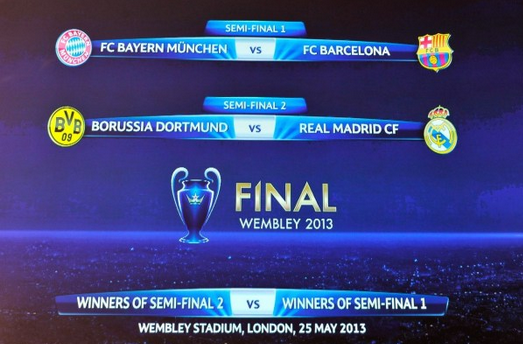 SEMI-FINAL 1
FC BAYERN MÜNCHEN VS FC BARCELONA
SEMI-FINAL 2
BVB
09
BORUSSIA DORTMUND VS REAL MADRID CF
FINAL
WEMBLEY 2013
WINNERS OF SEMI-FINAL 2 VS WINNERS OF SEMI-FINAL 1
WEMBLEY STADIUM, LONDON, 25 MAY 2013